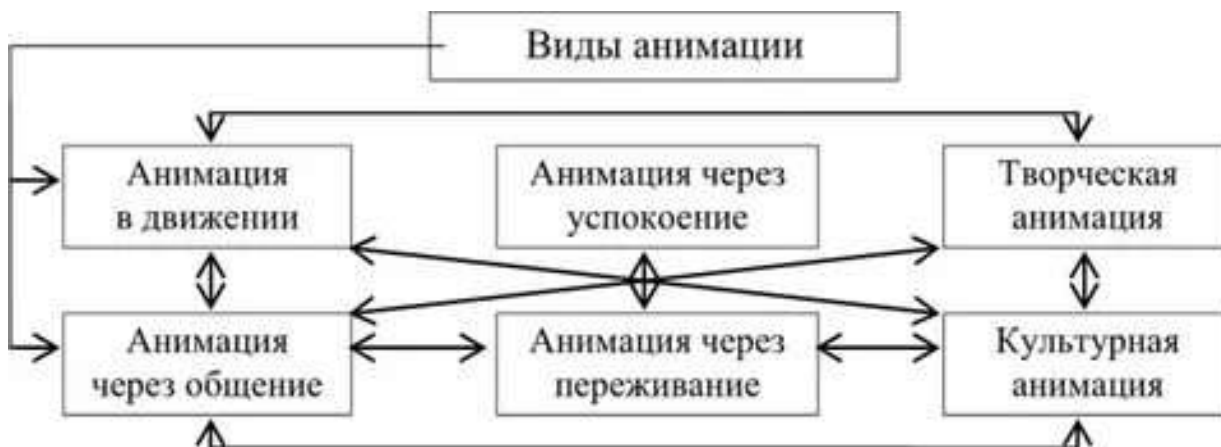 Виды анимации
Анимация
в движении
Анимация через
успокоение
Творческая
анимация
Анимация
через общение
Анимация через
переживание
Культурная
анимация